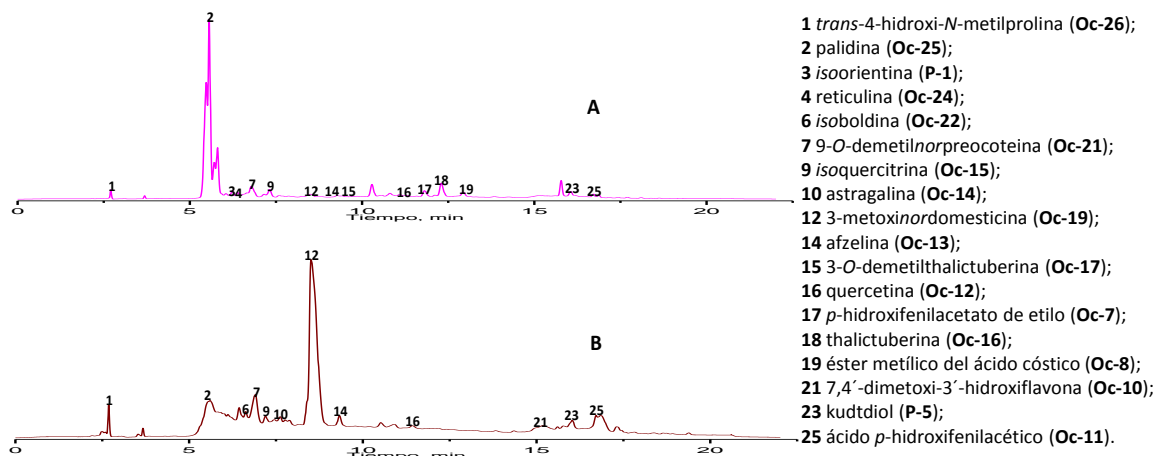 2
1
3
4
7
9
12
14
15
16
17
18
19
23
25
A
0
5
10
15
20
Tiempo, min
1
2
6
7
9
10
12
14
16
21
23
25
B
0
5
10
15
20
Tiempo, min
1 trans-4-hidroxi-N-metilprolina (Oc-26);
2 palidina (Oc-25);
3 isoorientina (P-1);
4 reticulina (Oc-24);
6 isoboldina (Oc-22);
7 9-O-demetilnorpreocoteina (Oc-21);
9 isoquercitrina (Oc-15);
10 astragalina (Oc-14);
12 3-metoxinordomesticina (Oc-19);
14 afzelina (Oc-13);
15 3-O-demetilthalictuberina (Oc-17);
16 quercetina (Oc-12);
17 p-hidroxifenilacetato de etilo (Oc-7);
18 thalictuberina (Oc-16);
19 éster metílico del ácido cóstico (Oc-8);
21 7,4´-dimetoxi-3´-hidroxiflavona (Oc-10);
23 kudtdiol (P-5);
25 ácido p-hidroxifenilacético (Oc-11).